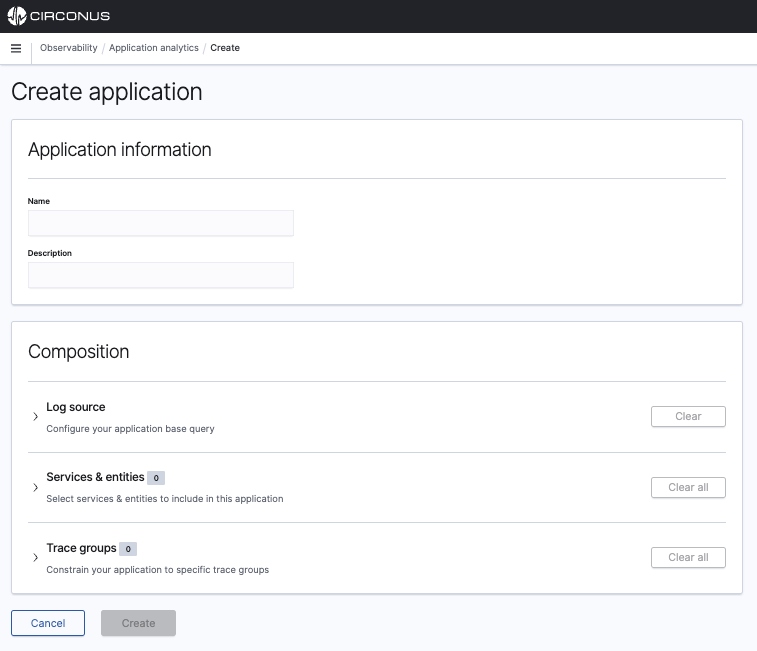 CIRCONUS
Observability / Application analytics / Create
Create application
Application information
Name
Description
Composition
Log source
Configure your application base query
Clear
Services & entities 0
Select services & entities to include in this application
Clear all
Trace groups 0
Constrain your application to specific trace groups
Clear all
Cancel
Create